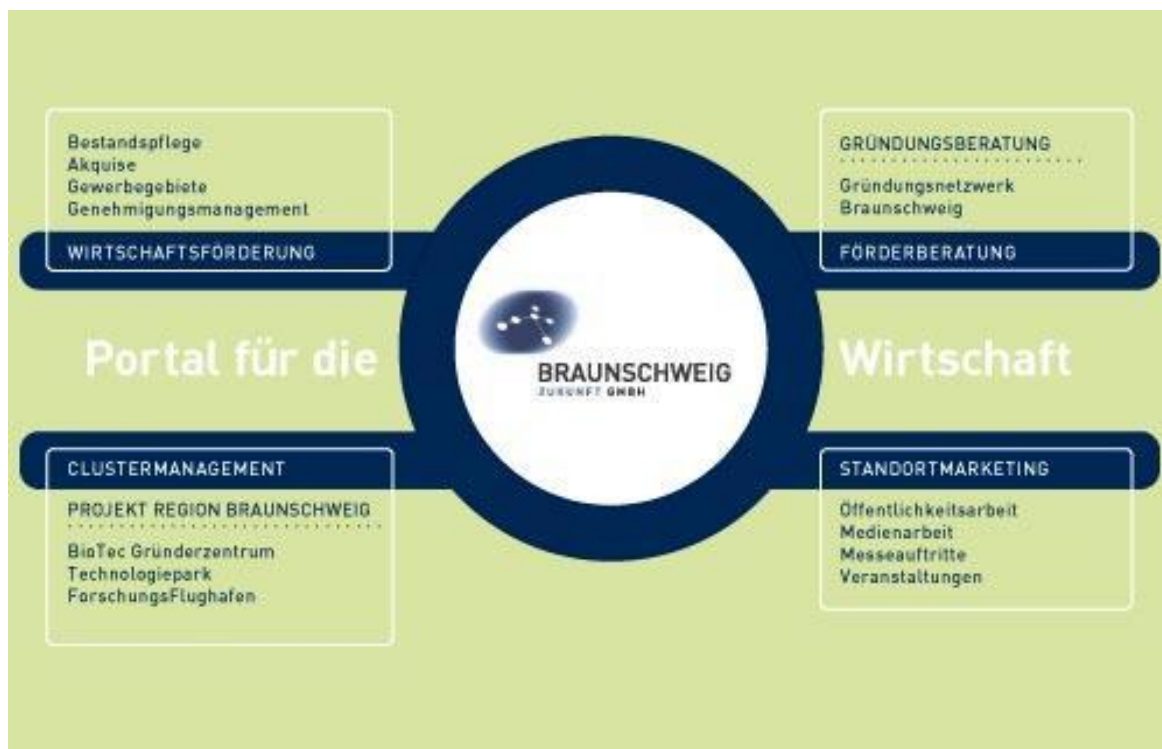 Bestandspflege
Akquise
Gewerbegebiete
Genehmigungsmanagement
WIRTSCHAFTSFÖRDERUNG
GRÜNDUNGSBERATUNG
Gründungsnetzwerk
Braunschweig
FÖRDERBERATUNG
Portal für die
BRAUNSCHWEIG
ZUKUNFT GMBH
Wirtschaft
CLUSTERMANAGEMENT
PROJEKT REGION BRAUNSCHWEIG
BioTec Gründerzentrum
Technologiepark
ForschungsFlughafen
STANDORTMARKETING
Öffentlichkeitsarbeit
Medienarbeit
Messeauftritte
Veranstaltungen